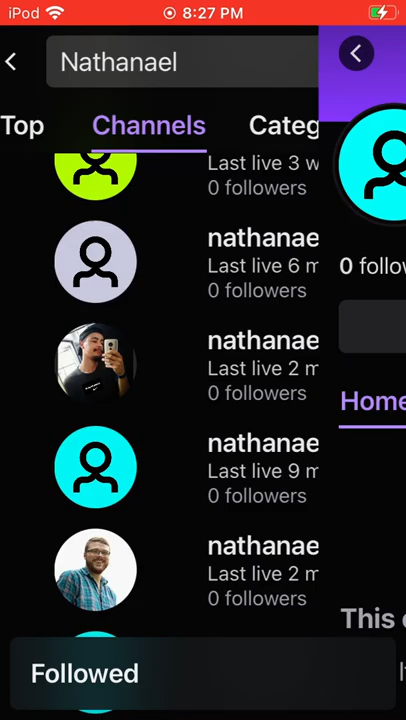 iPod 8:27 PM
Nathanael
Top Channels Categ
Last live 3 w
0 followers
nathanae
Last live 6 m
0 followers
nathanae
Last live 2 m
0 followers
nathanae
Last live 9 m
0 followers
nathanae
Last live 2 m
0 followers
0 follo
Home
This c
Followed